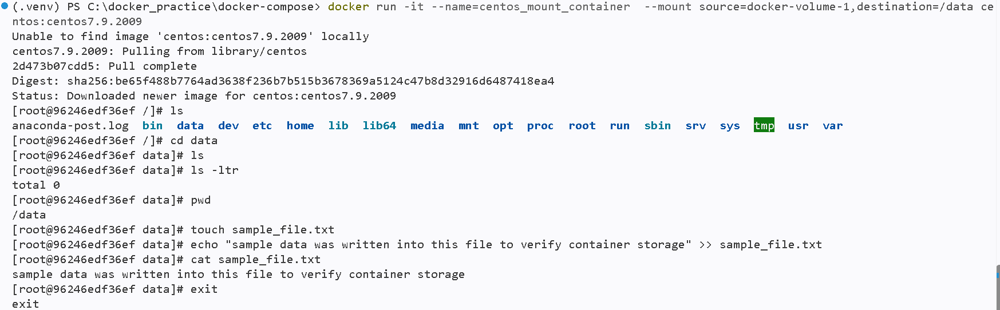 (.venv) PS C:\docker_practice\docker-compose> docker run -it --name=centos_mount_container  --mount source=docker-volume-1,destination=/data ce
ntos:centos7.9.2009
Unable to find image 'centos:centos7.9.2009' locally
centos7.9.2009: Pulling from library/centos
2d473b07cdd5: Pull complete
Digest: sha256:be65f488b7764ad3638f236b7b515b3678369a5124c47b8d32916d6487418ea4
Status: Downloaded newer image for centos:centos7.9.2009
[root@96246edf36ef /]# ls
anaconda-post.log  bin  data  dev  etc  home  lib  lib64  media  mnt  opt  proc  root  run  sbin  srv  sys  tmp  usr  var
[root@96246edf36ef /]# cd data
[root@96246edf36ef data]# ls
[root@96246edf36ef data]# ls -ltr
total 0
[root@96246edf36ef data]# pwd
/data
[root@96246edf36ef data]# touch sample_file.txt
[root@96246edf36ef data]# echo "sample data was written into this file to verify container storage" >> sample_file.txt
[root@96246edf36ef data]# cat sample_file.txt
sample data was written into this file to verify container storage
[root@96246edf36ef data]# exit
exit